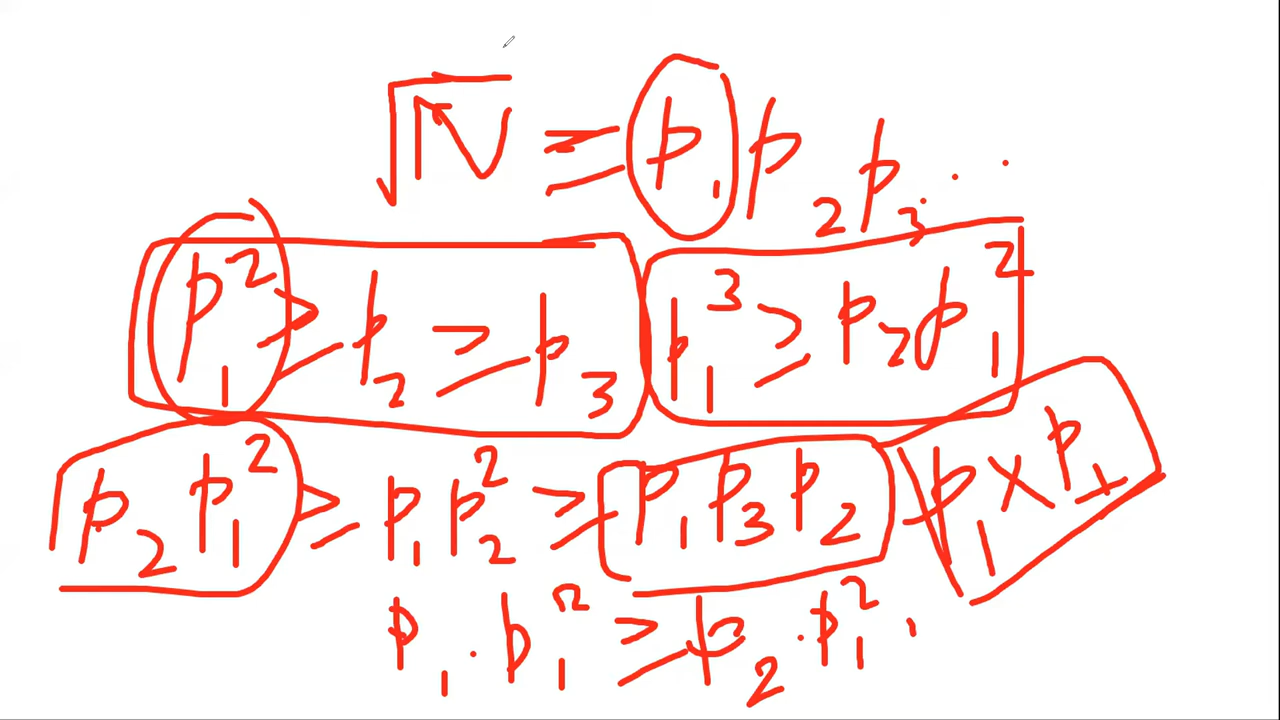 √N = p₁ p₂ p₃ . . .
p₁² ≥ p₂ ≥ p₃ p₁³ ≥ p₂ p₁²
p₂ p₁² ≥ p₁ p₂² ≥ p₁ p₃ p₂ p₁ × p₁
p₁ . p₁² ≥ p₂ . p₁²